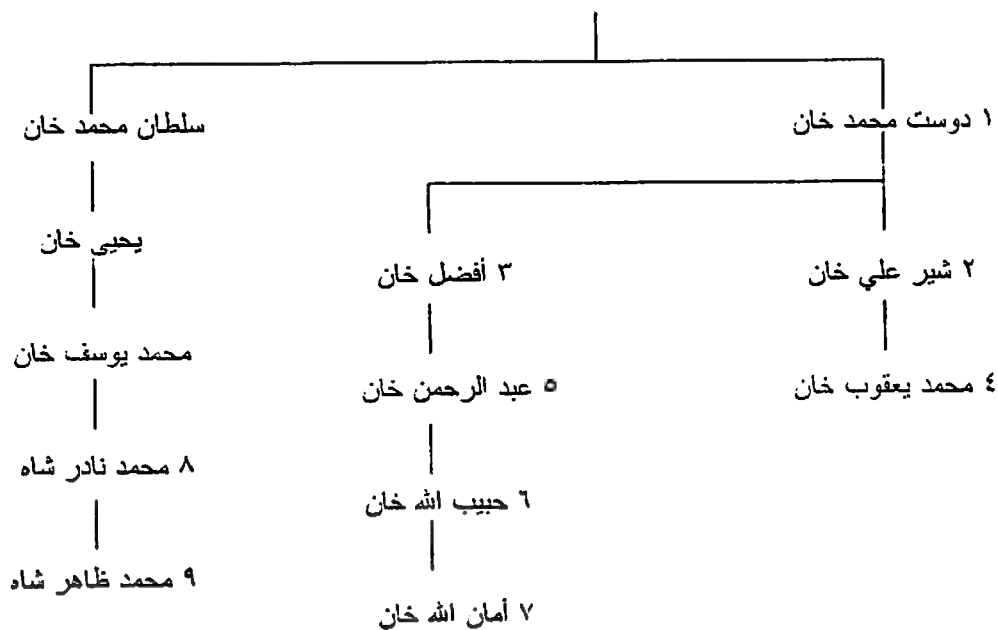 ١ دوست محمد خان
سلطان محمد خان
٢ شير علي خان
٣ أفضل خان
يحيى خان
٤ محمد يعقوب خان
٥ عبد الرحمن خان
محمد يوسف خان
٦ حبيب الله خان
٨ محمد نادر شاه
٧ أمان الله خان
٩ محمد ظاهر شاه